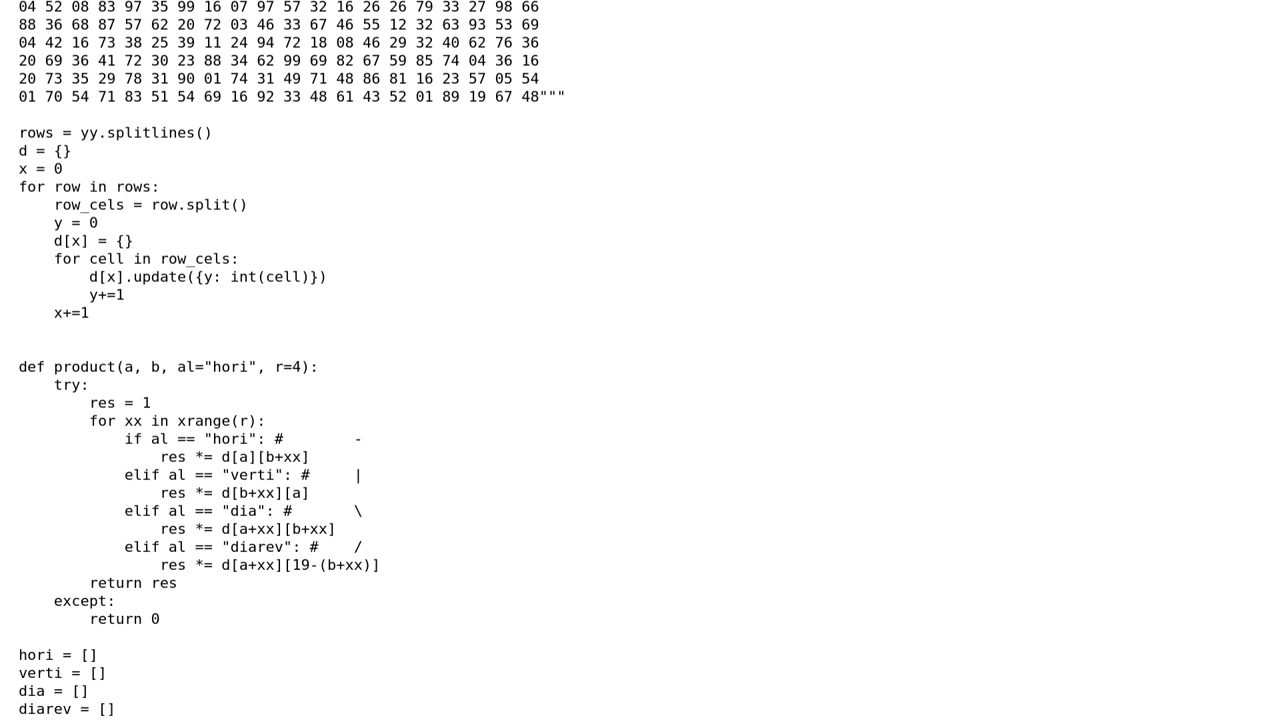 04 52 08 83 97 35 99 16 07 97 57 32 16 26 26 79 33 27 98 66
88 36 68 87 57 62 20 72 03 46 33 67 46 55 12 32 63 93 53 69
04 42 16 73 38 25 39 11 24 94 72 18 08 46 29 32 40 62 76 36
20 69 36 41 72 30 23 88 34 62 99 69 82 67 59 85 74 04 36 16
20 73 35 29 78 31 90 01 74 31 49 71 48 86 81 16 23 57 05 54
01 70 54 71 83 51 54 69 16 92 33 48 61 43 52 01 89 19 67 48"""

rows = yy.splitlines()
d = {}
x = 0
for row in rows:
    row_cels = row.split()
    y = 0
    d[x] = {}
    for cell in row_cels:
        d[x].update({y: int(cell)})
        y+=1
    x+=1


def product(a, b, al="hori", r=4):
    try:
        res = 1
        for xx in xrange(r):
            if al == "hori": #        -
                res *= d[a][b+xx]
            elif al == "verti": #     |
                res *= d[b+xx][a]
            elif al == "dia": #       \
                res *= d[a+xx][b+xx]
            elif al == "diarev": #    /
                res *= d[a+xx][19-(b+xx)]
        return res
    except:
        return 0

hori = []
verti = []
dia = []
diarev = []